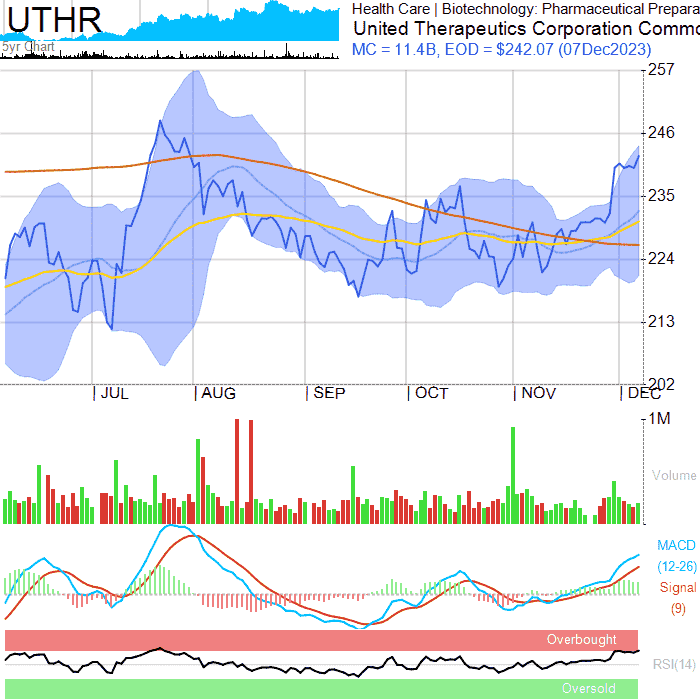 UTHR
5yr Chart
Health Care | Biotechnology: Pharmaceutical Prepara
United Therapeutics Corporation Commo
MC = 11.4B, EOD = $242.07 (07Dec2023)
257
246
235
224
213
202
| JUL | AUG | SEP | OCT | NOV | DEC
1M
Volume
MACD
(12-26)
Signal
(9)
Overbought
RSI(14)
Oversold